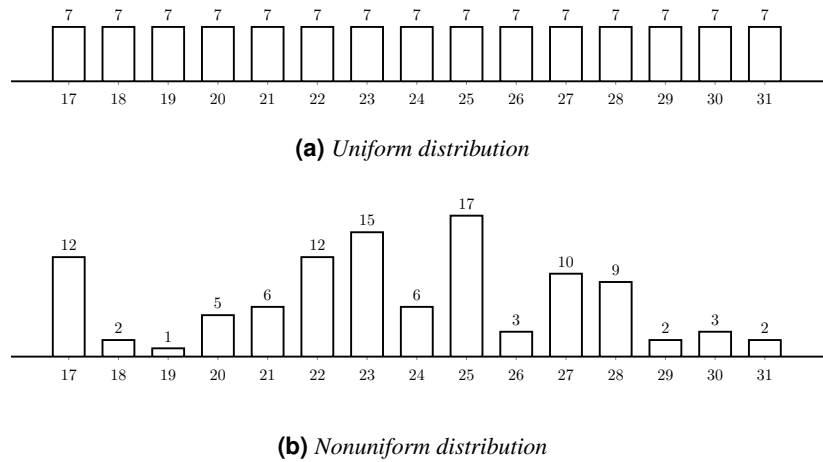 7 7 7 7 7 7 7 7 7 7 7 7 7 7 7
17 18 19 20 21 22 23 24 25 26 27 28 29 30 31
(a) Uniform distribution
12 2 1 5 6 12 15 6 17 3 10 9 2 3 2
17 18 19 20 21 22 23 24 25 26 27 28 29 30 31
(b) Nonuniform distribution